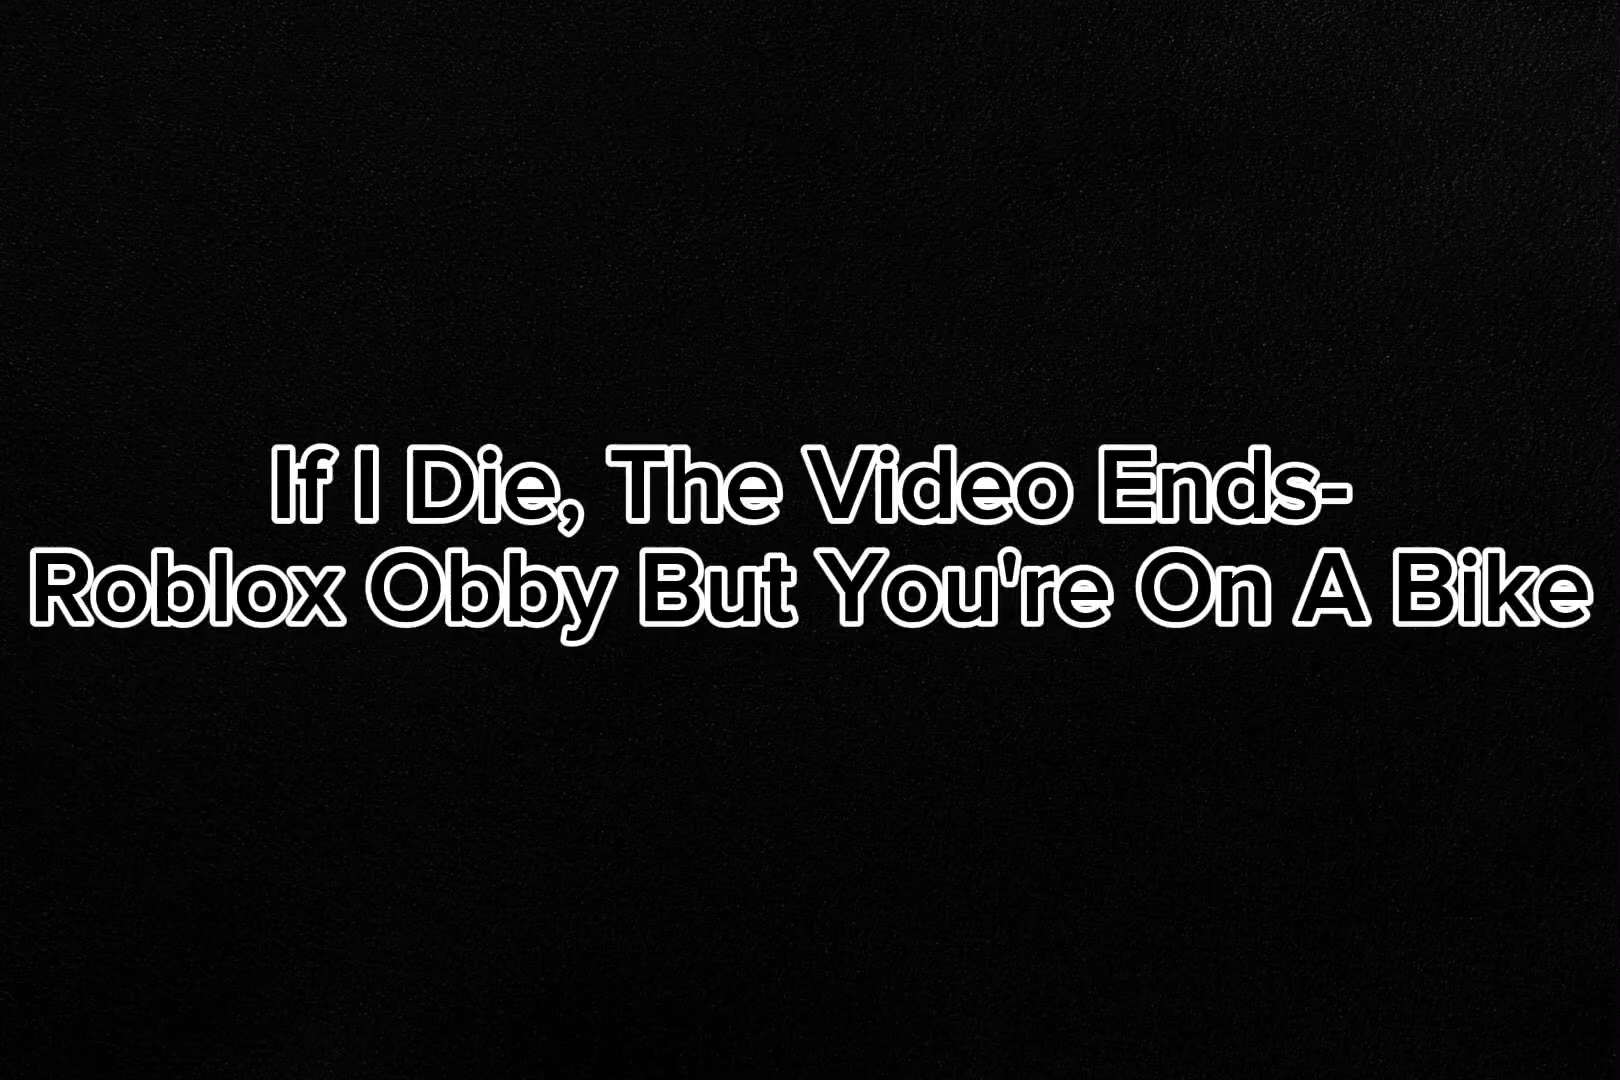 If I Die, The Video Ends-
Roblox Obby But You're On A Bike